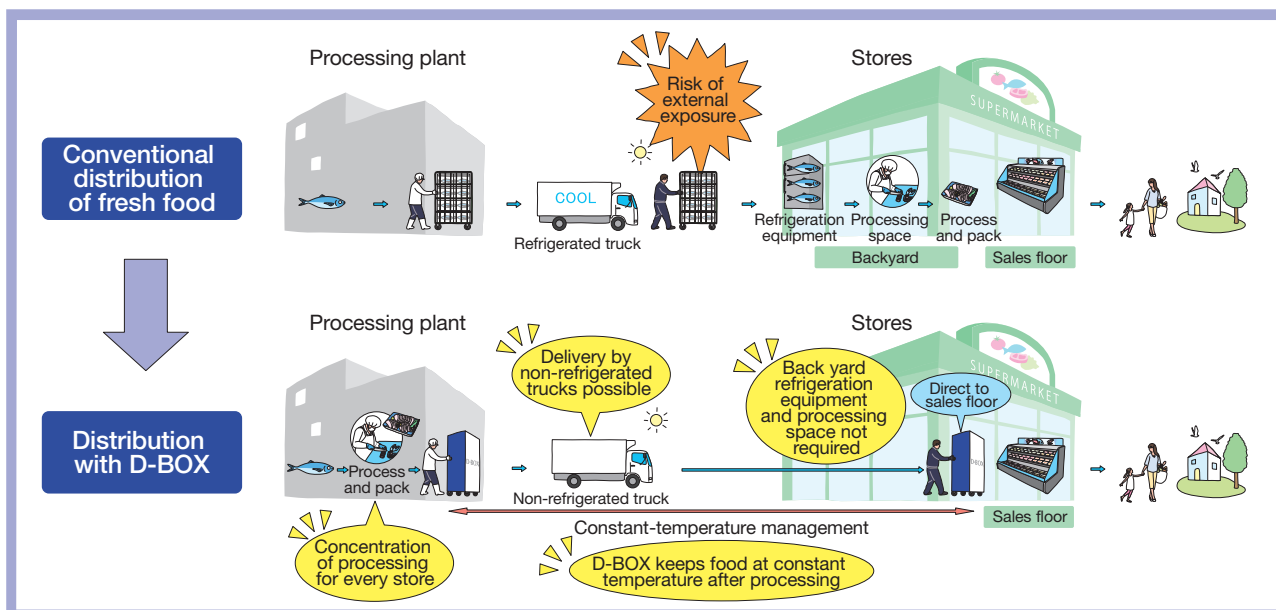 Processing plant
Stores
Risk of
external
exposure
SUPERMARKET
Conventional
distribution
of fresh food
COOL
Refrigerated truck
Refrigeration
equipment
Processing
space
Process
and pack
Backyard
Sales floor
Processing plant
Stores
Delivery by
non-refrigerated
trucks possible
Back yard
refrigeration
equipment
and processing
space not
required
Direct to
sales floor
SUPERMARKET
Distribution
with D-BOX
Process
and pack
D-BOX
Non-refrigerated truck
D-BOX
Sales floor
Constant-temperature management
Concentration
of processing
for every store
D-BOX keeps food at constant
temperature after processing